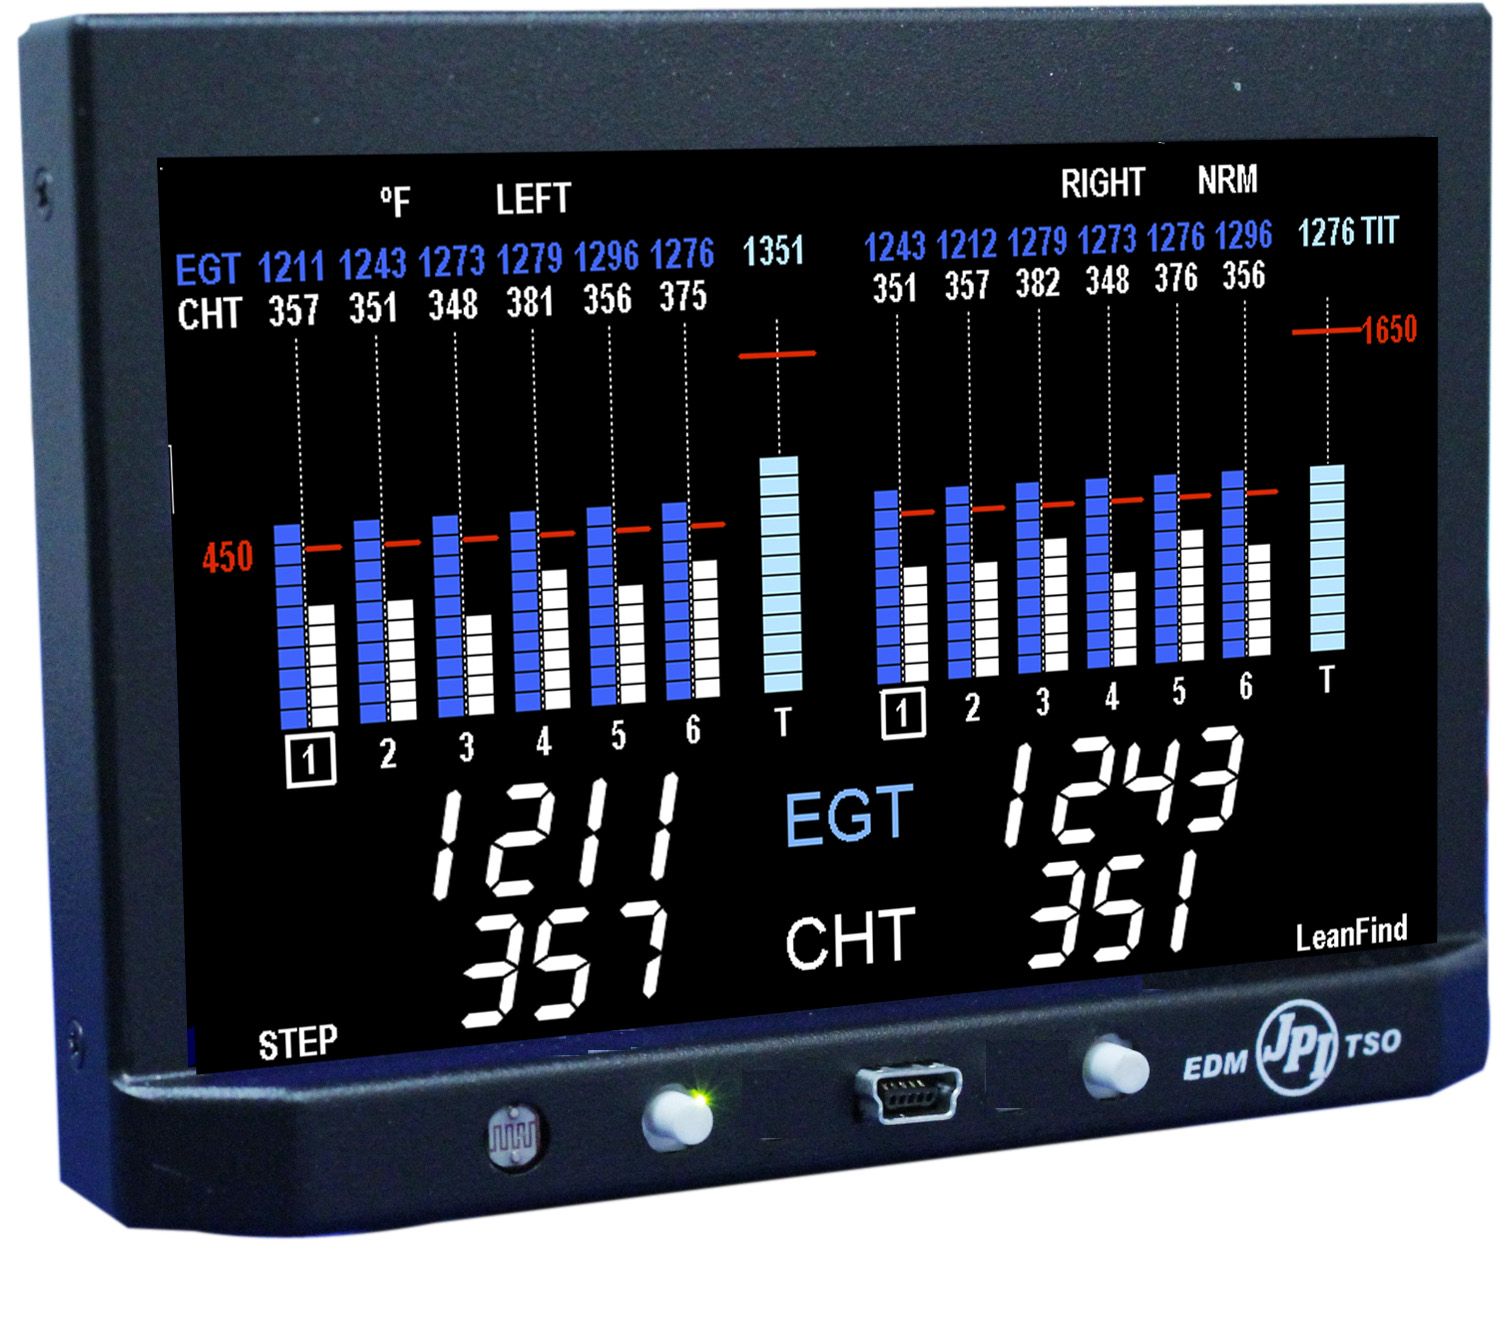 ºF LEFT RIGHT NRM
EGT 1211 1243 1273 1279 1296 1276 1351 1243 1212 1279 1273 1276 1296 1276 TIT
CHT 357 351 348 381 356 375 351 357 382 348 376 356
1650
450
1 2 3 4 5 6 T 1 2 3 4 5 6 T
1211 EGT 1243
357 CHT 351
STEP LeanFind
EDM JPI TSO